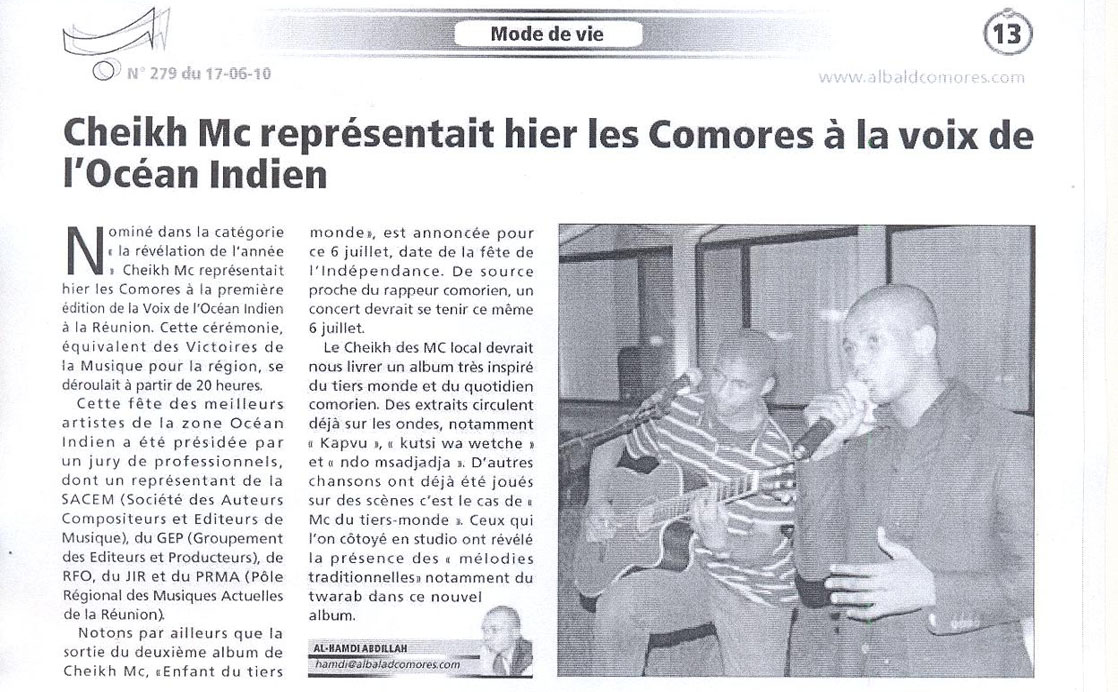 Mode de vie
13
N° 279 du 17-06-10
www.albaldcomores.com
Cheikh Mc représentait hier les Comores à la voix de
l'Océan Indien
Nominé dans la catégorie
« la révélation de l'année
» Cheikh Mc représentait
hier les Comores à la première
édition de la Voix de l'Océan Indien
à la Réunion. Cette cérémonie,
équivalent des Victoires de
la Musique pour la région, se
déroulait à partir de 20 heures.
Cette fête des meilleurs
artistes de la zone Océan
Indien a été présidée par
un jury de professionnels,
dont un représentant de la
SACEM (Société des Auteurs
Compositeurs et Editeurs de
Musique), du GEP (Groupement
des Editeurs et Producteurs), de
RFO, du JIR et du PRMA (Pôle
Régional des Musiques Actuelles
de la Réunion).
Notons par ailleurs que la
sortie du deuxième album de
Cheikh Mc, «Enfant du tiers
monde», est annoncée pour
ce 6 juillet, date de la fête de
l'Indépendance. De source
proche du rappeur comorien, un
concert devrait se tenir ce même
6 juillet.
Le Cheikh des MC local devrait
nous livrer un album très inspiré
du tiers monde et du quotidien
comorien. Des extraits circulent
déjà sur les ondes, notamment
« Kapvu », « kutsi wa wetche »
et « ndo msadjadja ». D'autres
chansons ont déjà été joués
sur des scènes c'est le cas de «
Mc du tiers-monde ». Ceux qui
l'on côtoyé en studio ont révélé
la présence des « mélodies
traditionnelles» notamment du
twarab dans ce nouvel
album.
AL-HAMDI ABDILLAH
hamdi@albaladcomores.com